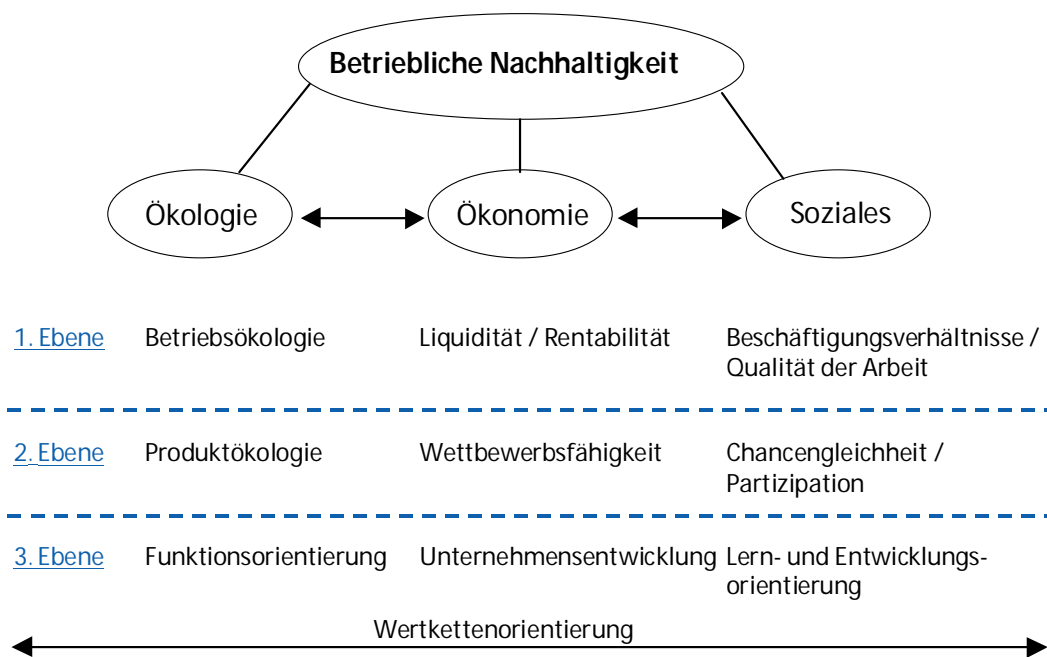 Betriebliche Nachhaltigkeit
Ökologie
Ökonomie
Soziales
1. Ebene Betriebsökologie Liquidität / Rentabilität Beschäftigungsverhältnisse /
Qualität der Arbeit
2. Ebene Produktökologie Wettbewerbsfähigkeit Chancengleichheit /
Partizipation
3. Ebene Funktionsorientierung Unternehmensentwicklung Lern- und Entwicklungs-
orientierung
Wertkettenorientierung